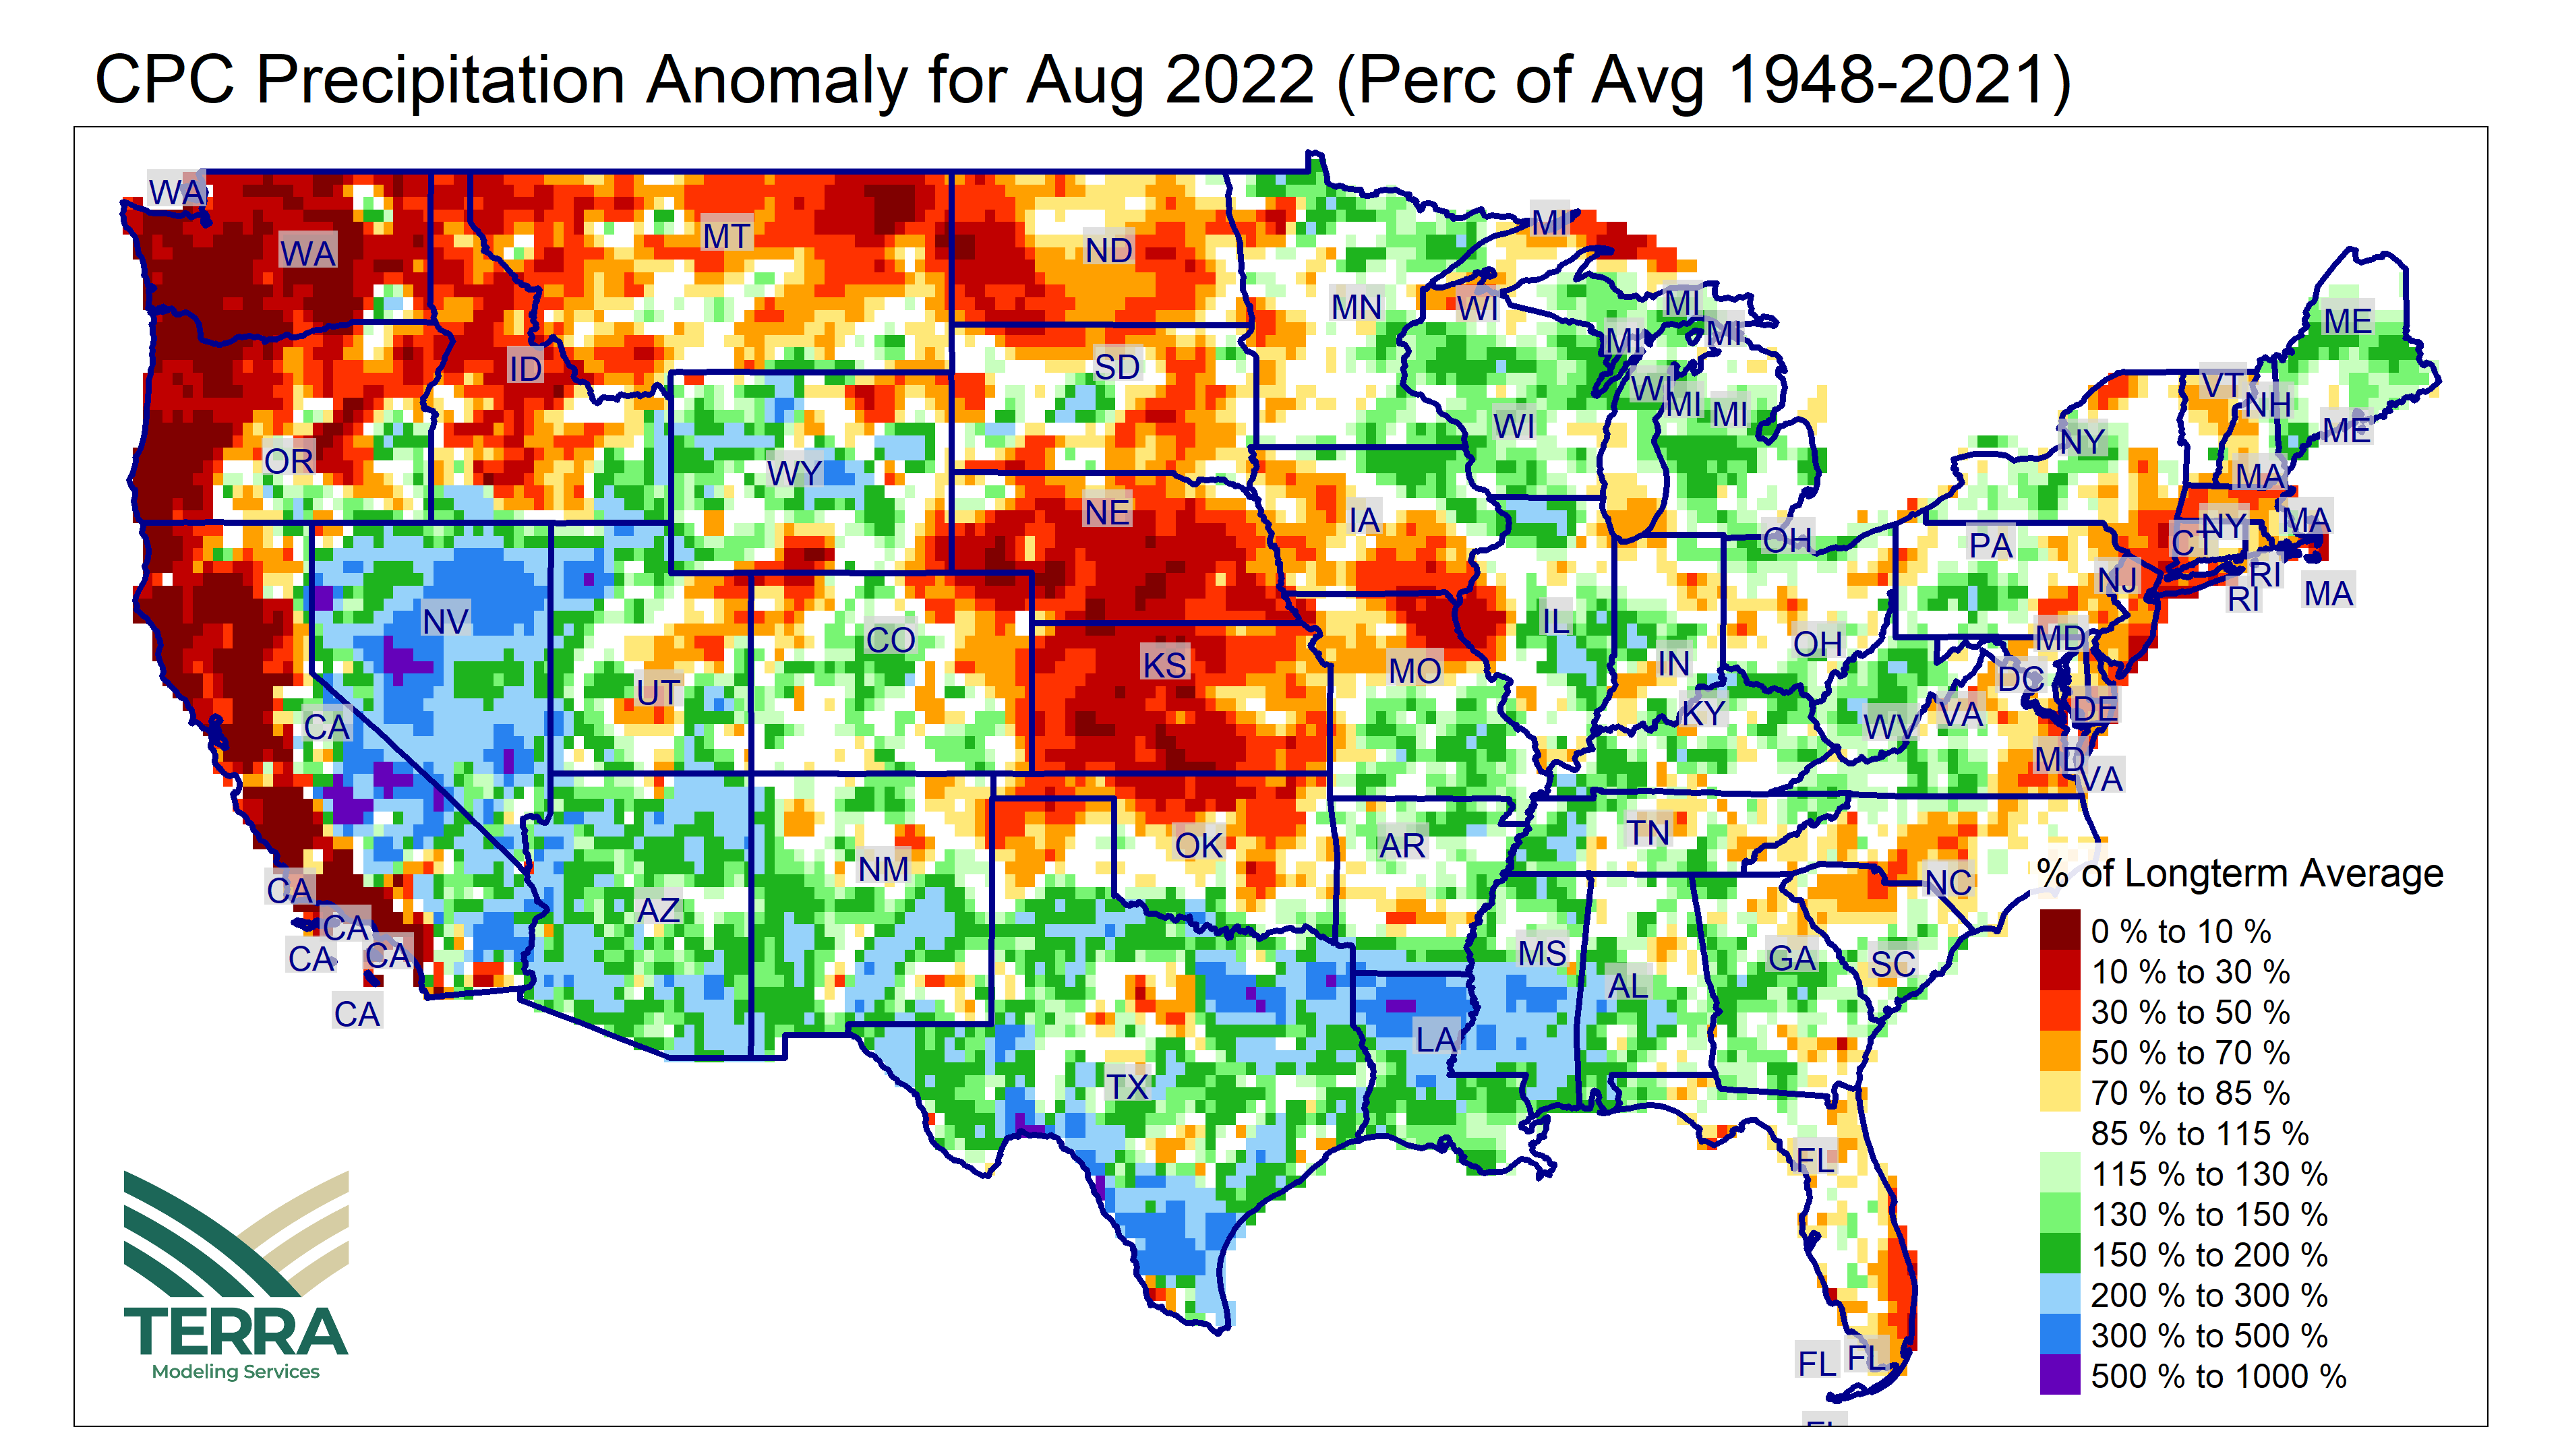 CPC Precipitation Anomaly for Aug 2022 (Perc of Avg 1948-2021)
WA
MI
WA
MT
ND
MN
WI
MI
MI
MI
ME
ID
SD
WI
MI
MI
VT
NH
ME
OR
WY
WI
NY
MA
NE
IA
OH
PA
NY
MA
CT
NV
NJ
RI
RI
MA
CO
KS
IL
IN
OH
MD
UT
MO
DC
CA
KY
WV
VA
DE
MD
VA
NM
OK
AR
TN
CA
AZ
NC
CA
CA
CA
MS
AL
GA
SC
CA
LA
TX
FL
FL
FL
% of Longterm Average
0 % to 10 %
10 % to 30 %
30 % to 50 %
50 % to 70 %
70 % to 85 %
85 % to 115 %
115 % to 130 %
130 % to 150 %
150 % to 200 %
200 % to 300 %
300 % to 500 %
500 % to 1000 %
TERRA
Modeling Services